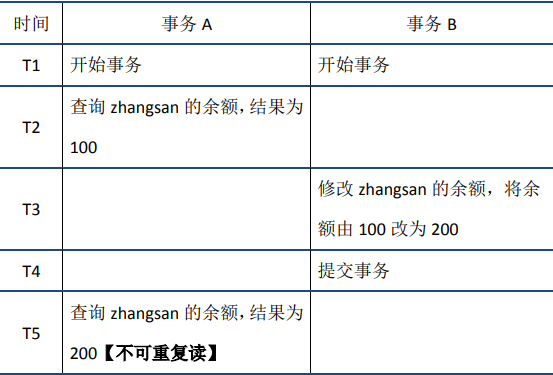 时间 事务 A 事务 B
T1 开始事务 开始事务
T2 查询 zhangsan 的余额，结果为
100
T3 修改 zhangsan 的余额，将余
额由 100 改为 200
T4 提交事务
T5 查询 zhangsan 的余额，结果为
200【不可重复读】